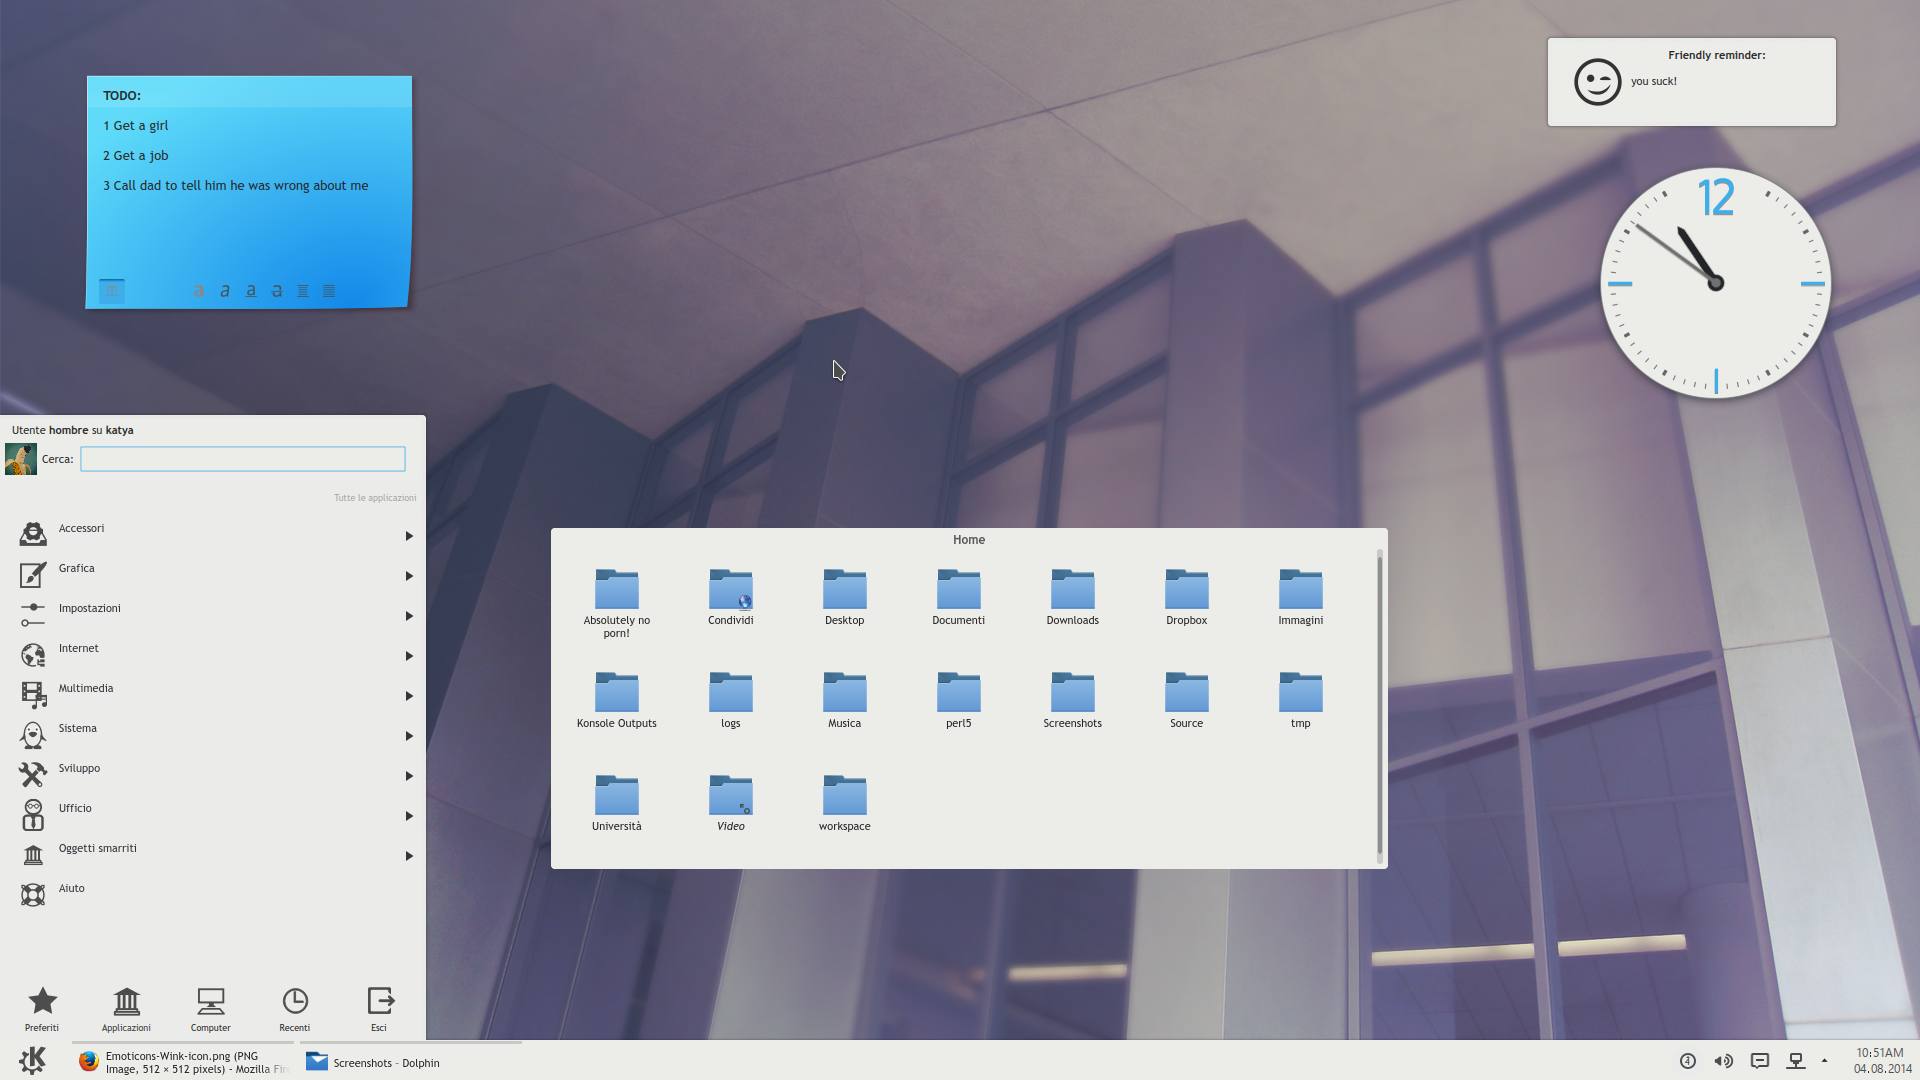 TODO:
1 Get a girl
2 Get a job
3 Call dad to tell him he was wrong about me
a a a a
Friendly reminder:
you suck!
12
Utente hombre su katya
Cerca:
Tutte le applicazioni
Accessori
Grafica
Impostazioni
Internet
Multimedia
Sistema
Sviluppo
Ufficio
Oggetti smarriti
Aiuto
Preferiti Applicazioni Computer Recenti Esci
Home
Absolutely no
porn!
Condividi
Desktop
Documenti
Downloads
Dropbox
Immagini
Konsole Outputs
logs
Musica
perl5
Screenshots
Source
tmp
Università
Video
workspace
Emoticons-Wink-icon.png (PNG
Image, 512 × 512 pixels) - Mozilla Fir
Screenshots - Dolphin
4
10:51AM
04.08.2014